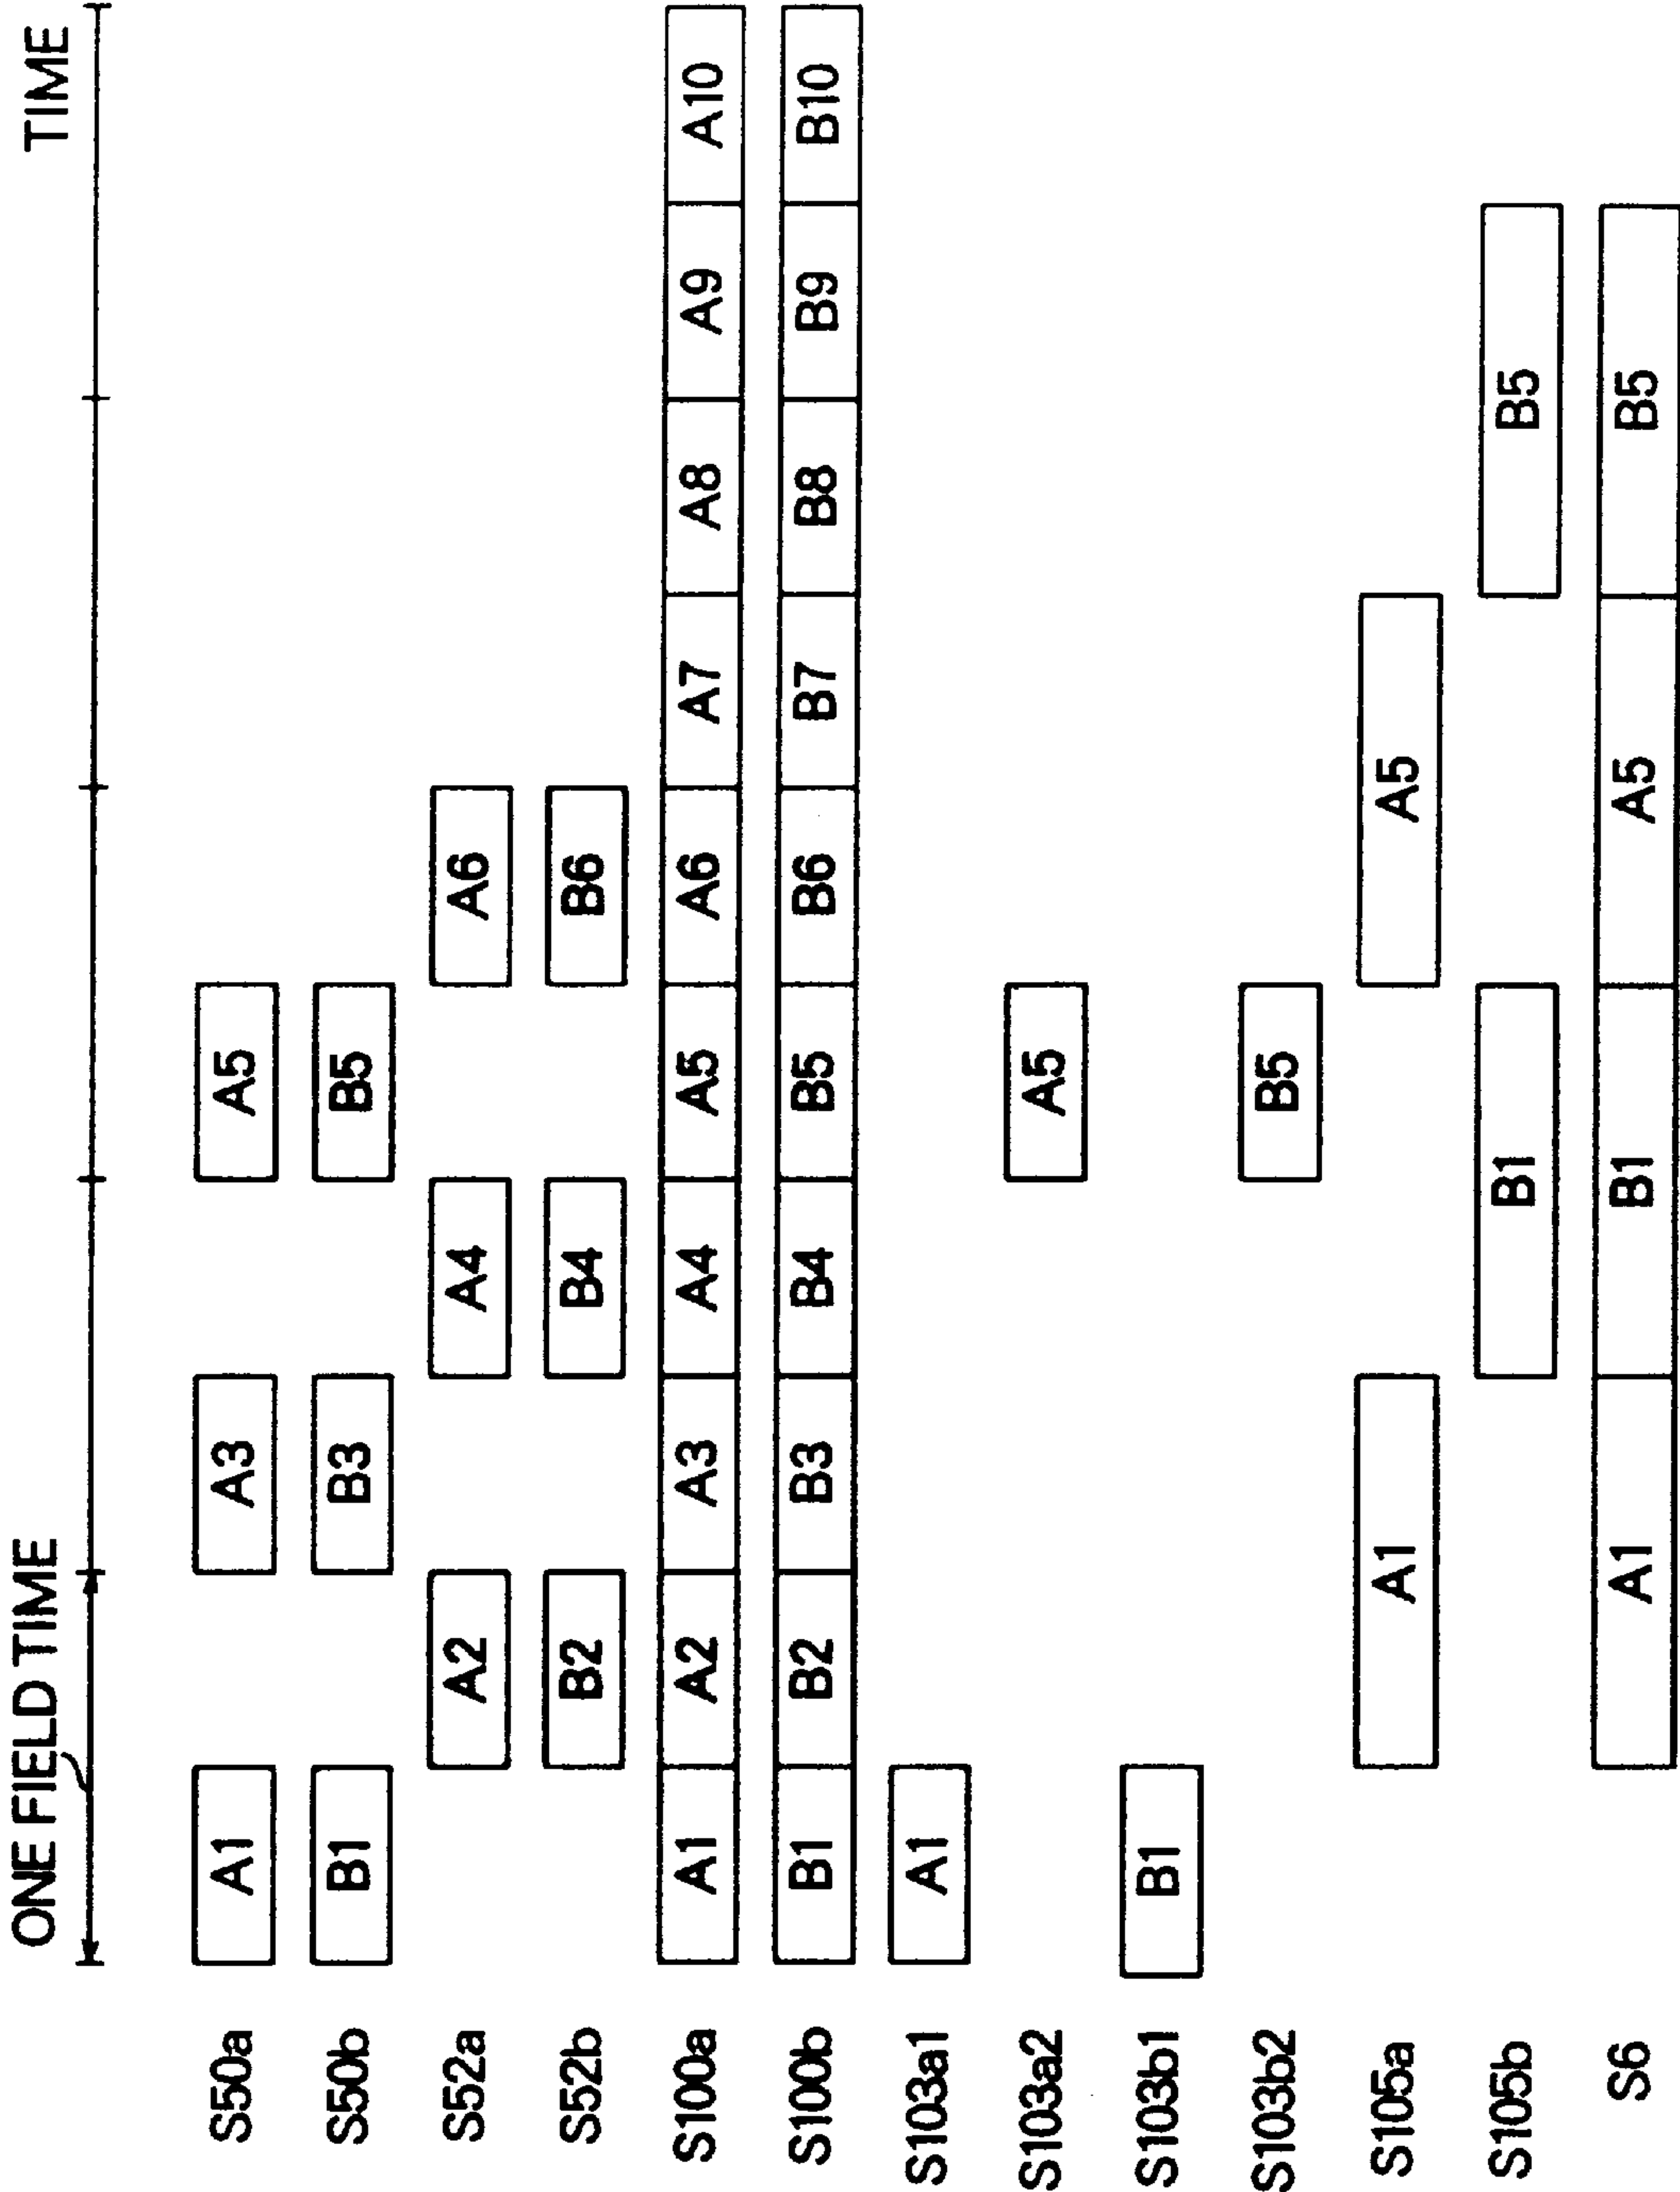 ONE FIELD TIME
TIME
S50a A1 A3 A5
S50b B1 B3 B5
S52a A2 A4 A6
S52b B2 B4 B6
S100a A1 A2 A3 A4 A5 A6 A7 A8 A9 A10
S100b B1 B2 B3 B4 B5 B6 B7 B8 B9 B10
S103a1 A1
S103a2 A5
S103b1 B1
S103b2 B5
S105a A1 A5
S105b B1 B5
S6 A1 B1 A5 B5